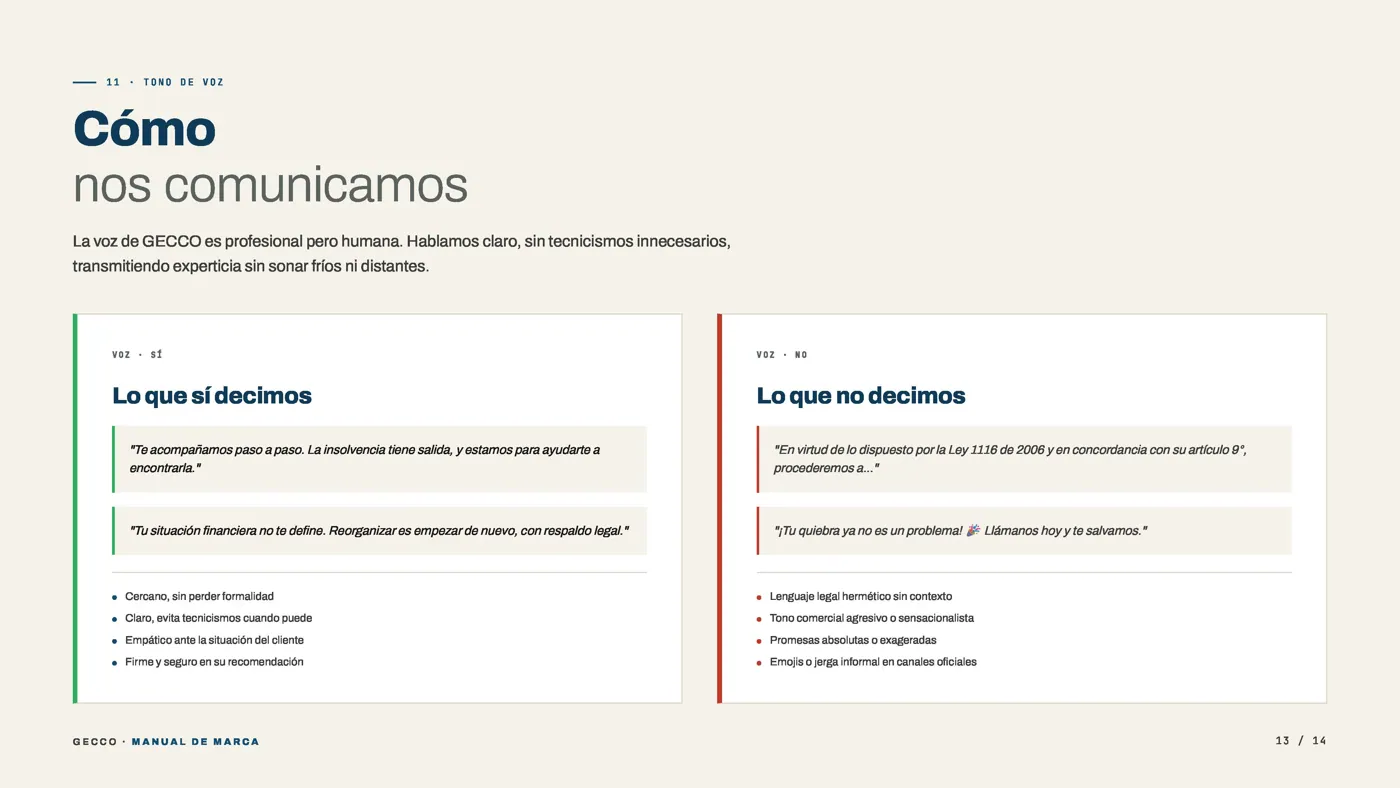 11 · TONO DE VOZ
Cómo
nos comunicamos
La voz de GECCO es profesional pero humana. Hablamos claro, sin tecnicismos innecesarios,
transmitiendo experticia sin sonar fríos ni distantes.
VOZ · SÍ
Lo que sí decimos
"Te acompañamos paso a paso. La insolvencia tiene salida, y estamos para ayudarte a
encontrarla."
"Tu situación financiera no te define. Reorganizar es empezar de nuevo, con respaldo legal."
Cercano, sin perder formalidad
Claro, evita tecnicismos cuando puede
Empático ante la situación del cliente
Firme y seguro en su recomendación
VOZ · NO
Lo que no decimos
"En virtud de lo dispuesto por la Ley 1116 de 2006 y en concordancia con su artículo 9°,
procederemos a..."
"¡Tu quiebra ya no es un problema! 🎉 Llámanos hoy y te salvamos."
Lenguaje legal hermético sin contexto
Tono comercial agresivo o sensacionalista
Promesas absolutas o exageradas
Emojis o jerga informal en canales oficiales
GECCO · MANUAL DE MARCA
13 / 14